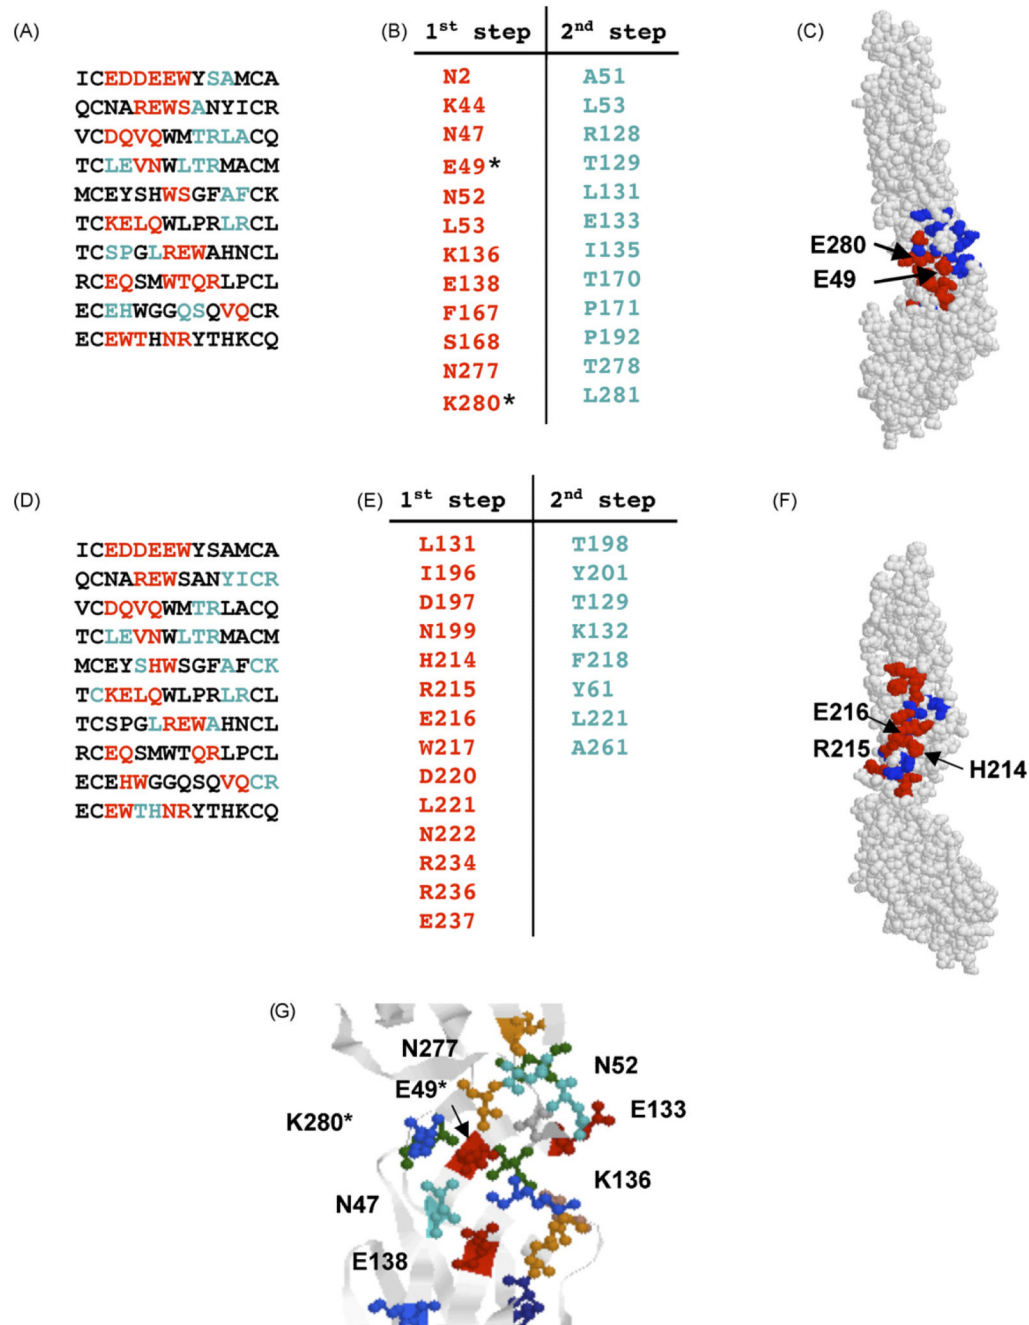 (A)
ICEDDEEWYSAMCA
QCNAREWSANYICR
VCDQVQWMTRLACQ
TCLEVNWLTRMACM
MCEYSHWSGFAFCK
TCKELQWLPRLRCL
TCSPGLREWAHNCL
RCEQSMWTQRLPCL
ECEHWGGQSQVQCR
ECEWTHNRYTHKCQ
(B)
1st step 2nd step
N2 A51
K44 L53
N47 R128
E49* T129
N52 L131
L53 E133
K136 I135
E138 T170
F167 P171
S168 P192
N277 T278
K280* L281
(C)
E280
E49
(D)
ICEDDEEWYSAMCA
QCNAREWSANYICR
VCDQVQWMTRLACQ
TCLEVNWLTRMACM
MCEYSHWSGFAFCK
TCKELQWLPRLRCL
TCSPGLREWAHNCL
RCEQSMWTQRLPCL
ECEHWGGQSQVQCR
ECEWTHNRYTHKCQ
(E)
1st step 2nd step
L131 T198
I196 Y201
D197 T129
N199 K132
H214 F218
R215 Y61
E216 L221
W217 A261
D220
L221
N222
R234
R236
E237
(F)
E216
R215
H214
(G)
N277
N52
E49*
E133
K280*
K136
N47
E138